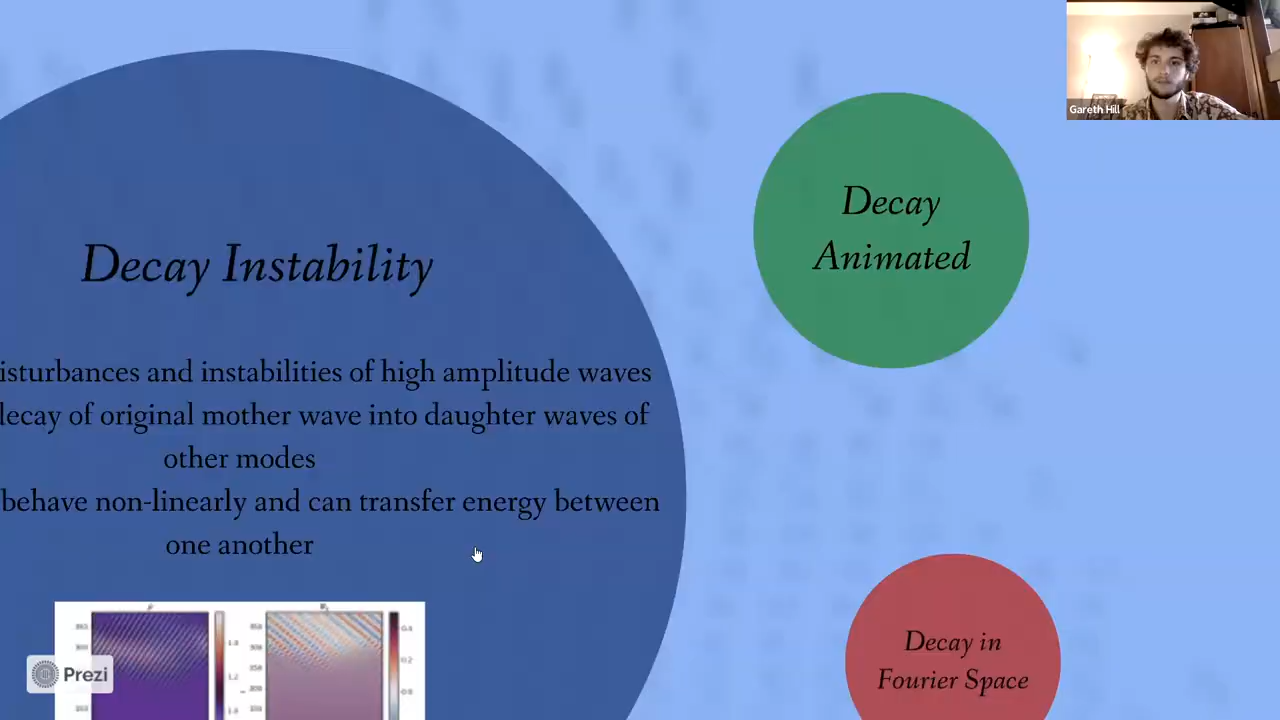 Gareth Hill
Decay
Animated
Decay Instability
isturbances and instabilities of high amplitude waves
decay of original mother wave into daughter waves of
other modes
behave non-linearly and can transfer energy between
one another
Decay in
Fourier Space
Prezi